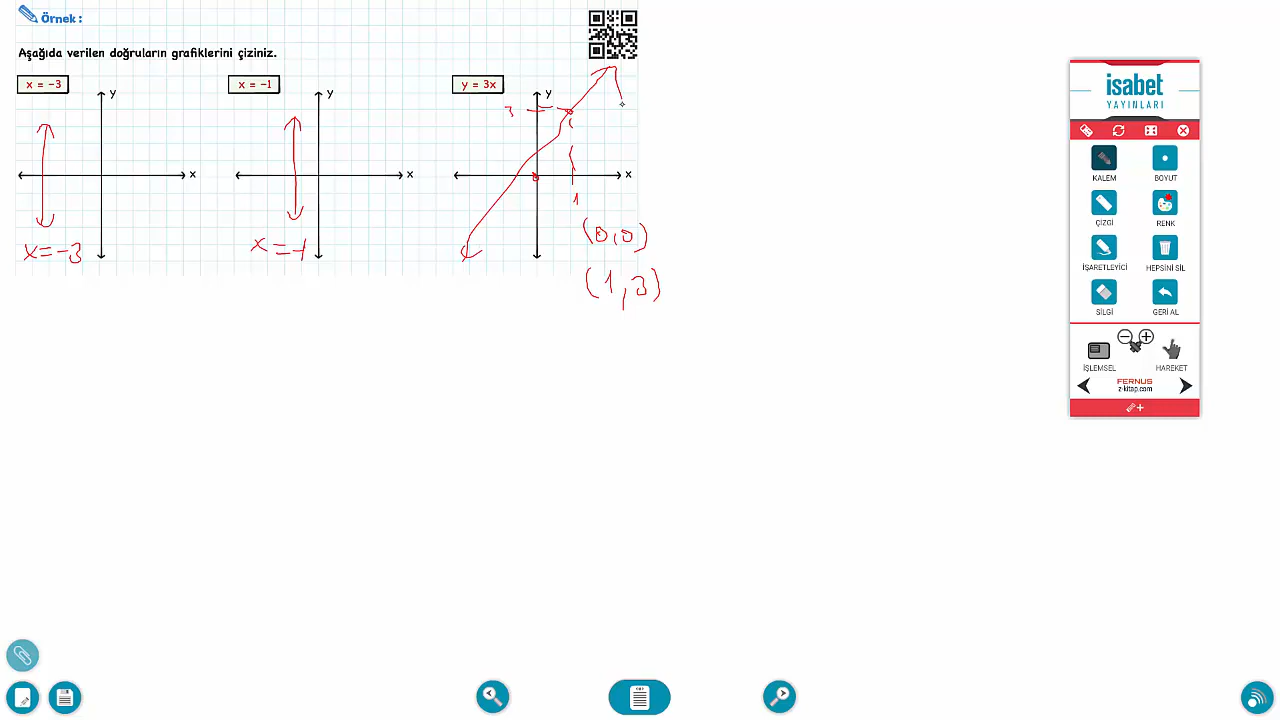 Örnek :
Aşağıda verilen doğruların grafiklerini çiziniz.
x = -3
x = -1
y = 3x
y
y
y
3
x
x
x
1
x=-3
x=-1
(0,0)
(1,3)
isabet
YAYINLARI
KALEM
BOYUT
ÇİZGİ
RENK
İŞARETLEYİCİ
HEPSİNİ SİL
SİLGİ
GERİ AL
İŞLEMSEL
HAREKET
FERNUS
z-kitap.com